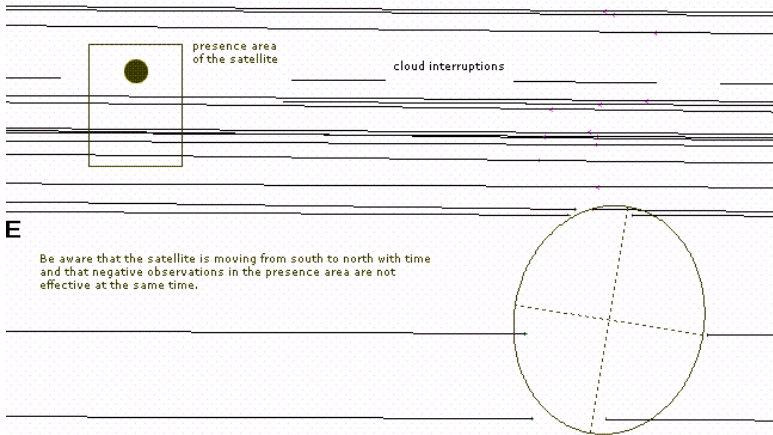 presence area
of the satellite
cloud interruptions
E
Be aware that the satellite is moving from south to north with time
and that negative observations in the presence area are not
effective at the same time.